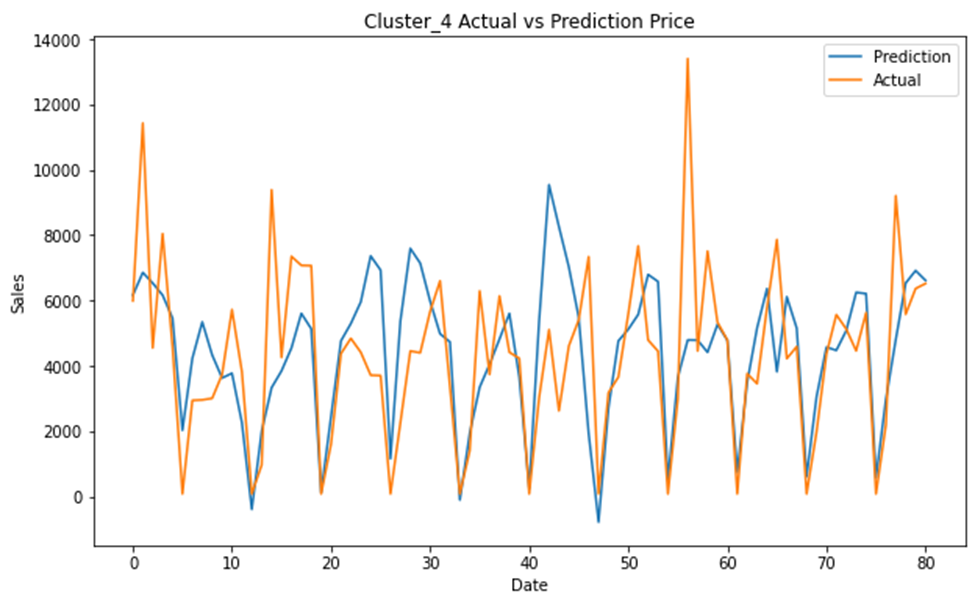 Cluster_4 Actual vs Prediction Price
14000
12000
10000
8000
6000
4000
2000
0
Sales
Prediction
Actual
0 10 20 30 40 50 60 70 80
Date